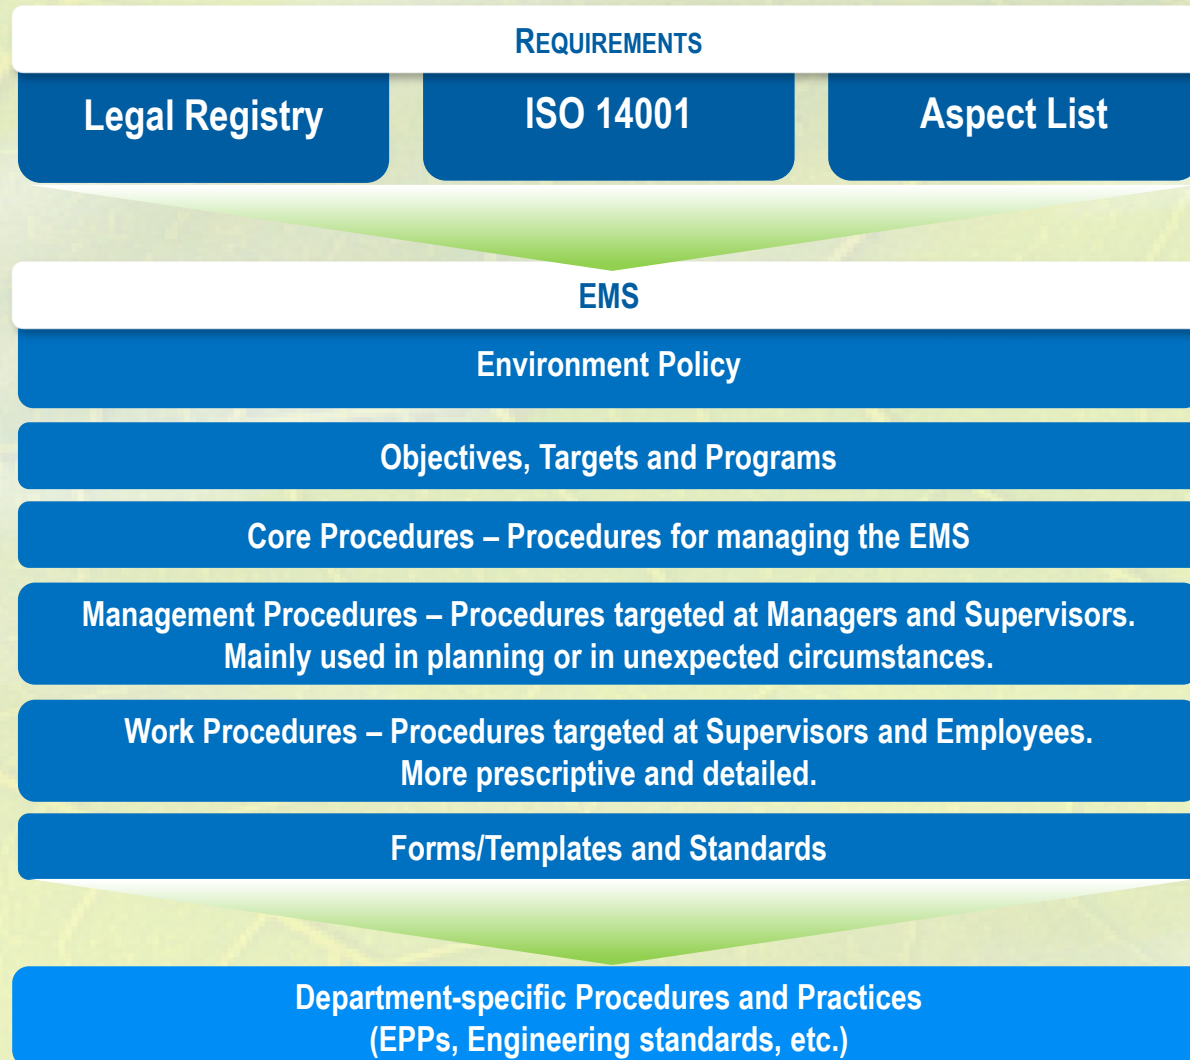 REQUIREMENTS
Legal Registry
ISO 14001
Aspect List
EMS
Environment Policy
Objectives, Targets and Programs
Core Procedures – Procedures for managing the EMS
Management Procedures – Procedures targeted at Managers and Supervisors.
Mainly used in planning or in unexpected circumstances.
Work Procedures – Procedures targeted at Supervisors and Employees.
More prescriptive and detailed.
Forms/Templates and Standards
Department-specific Procedures and Practices
(EPPs, Engineering standards, etc.)